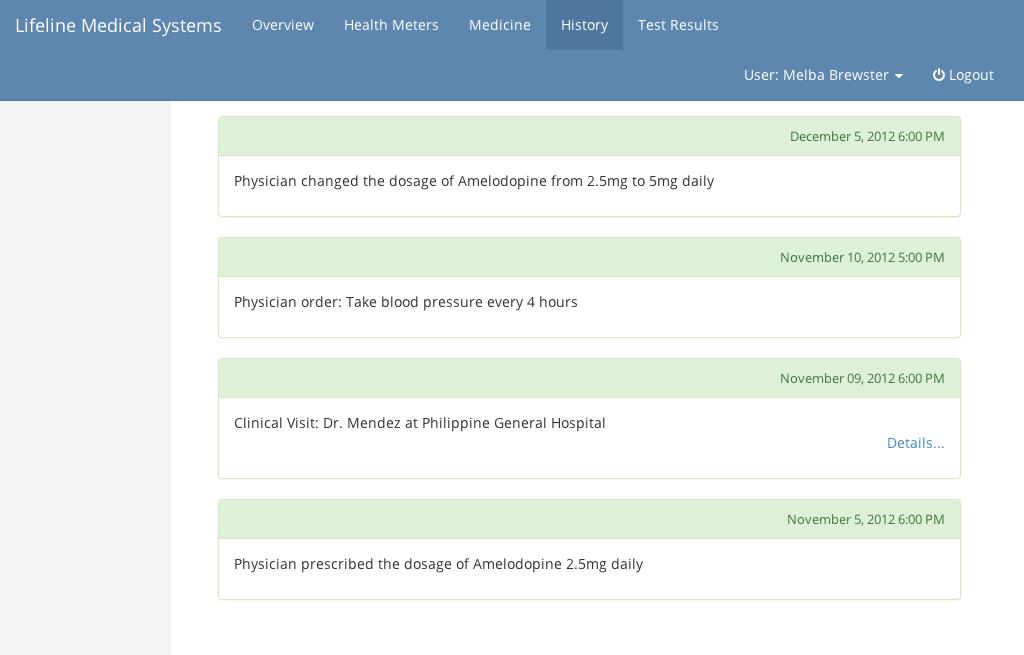 Lifeline Medical Systems
Overview
Health Meters
Medicine
History
Test Results
User: Melba Brewster
Logout
December 5, 2012 6:00 PM
Physician changed the dosage of Amelodopine from 2.5mg to 5mg daily
November 10, 2012 5:00 PM
Physician order: Take blood pressure every 4 hours
November 09, 2012 6:00 PM
Clinical Visit: Dr. Mendez at Philippine General Hospital
Details...
November 5, 2012 6:00 PM
Physician prescribed the dosage of Amelodopine 2.5mg daily